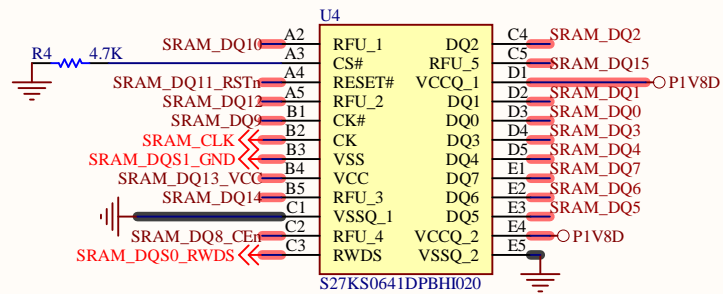 U4
SRAM_DQ10 A2 RFU_1 DQ2 C4 SRAM_DQ2
R4 4.7K A3 CS# RFU_5 C5 SRAM_DQ15
SRAM_DQ11_RSTn A4 RESET# VCCQ_1 D1 P1V8D
SRAM_DQ12 A5 RFU_2 DQ1 D2 SRAM_DQ1
SRAM_DQ9 B1 CK# DQ0 D3 SRAM_DQ0
SRAM_CLK B2 CK DQ3 D4 SRAM_DQ3
SRAM_DQS1_GND B3 VSS DQ4 D5 SRAM_DQ4
SRAM_DQ13_VCC B4 VCC DQ7 E1 SRAM_DQ7
SRAM_DQ14 B5 RFU_3 DQ6 E2 SRAM_DQ6
C1 VSSQ_1 DQ5 E3 SRAM_DQ5
SRAM_DQ8_CEn C2 RFU_4 VCCQ_2 E4 P1V8D
SRAM_DQS0_RWDS C3 RWDS VSSQ_2 E5
S27KS0641DPBHI020